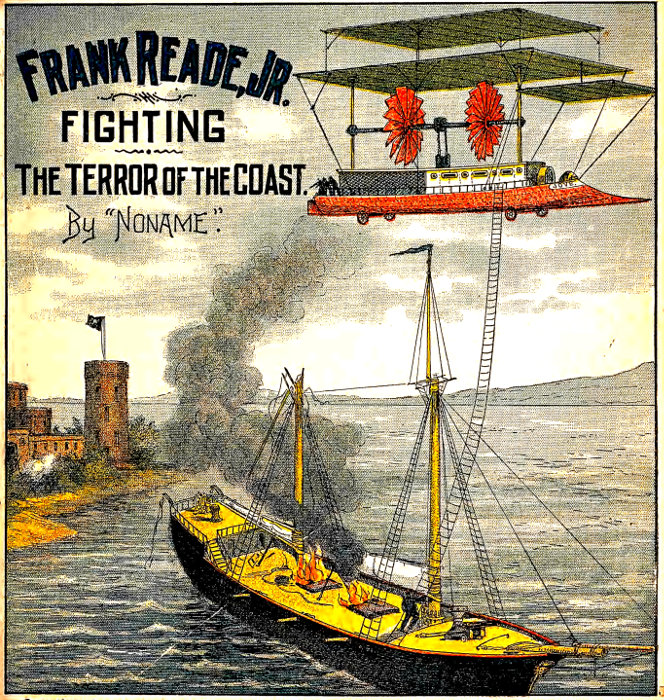 FRANK READE, JR.
FIGHTING
THE TERROR OF THE COAST.
By "NONAME".